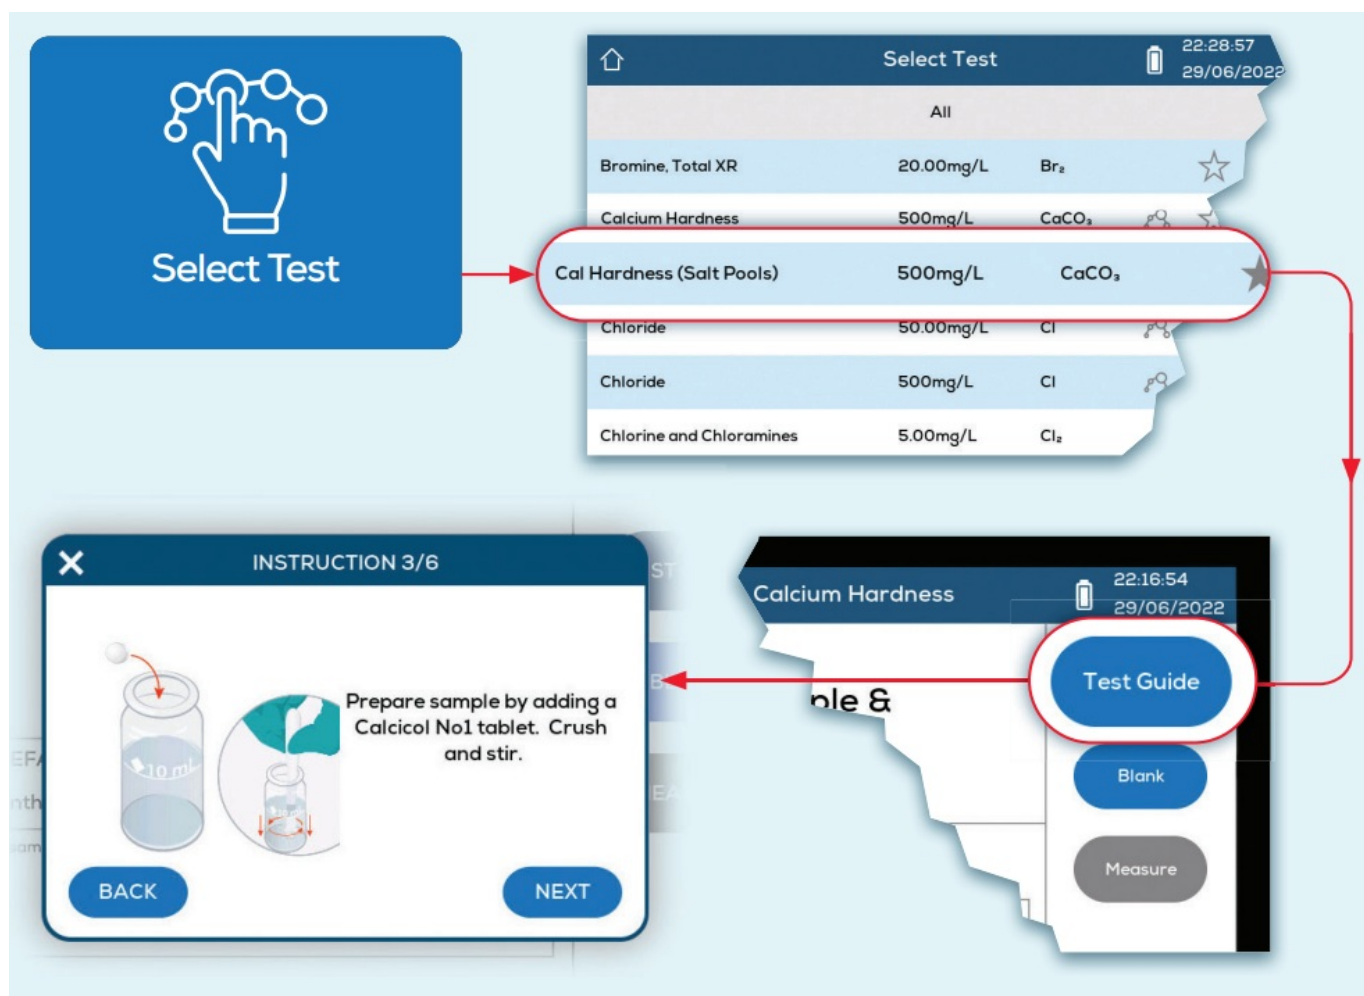 Select Test
Select Test
22:28:57
29/06/2022
All
Bromine, Total XR 20.00mg/L Br₂
Calcium Hardness 500mg/L CaCO₃
Cal Hardness (Salt Pools) 500mg/L CaCO₃
Chloride 50.00mg/L Cl
Chloride 500mg/L Cl
Chlorine and Chloramines 5.00mg/L Cl₂
INSTRUCTION 3/6
10 mL
Prepare sample by adding a
Calcicol No1 tablet. Crush
and stir.
BACK
NEXT
Calcium Hardness
22:16:54
29/06/2022
Test Guide
ple &
Blank
Measure